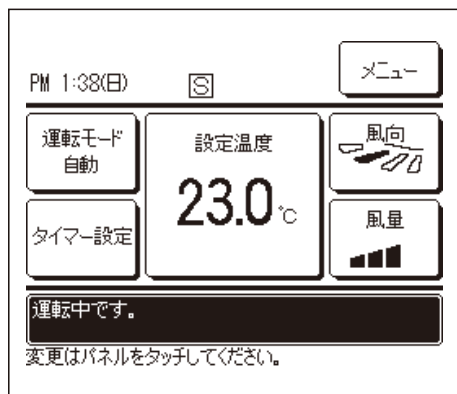 メニュー
PM 1:38(日)
S
運転モード
自動
設定温度
23.0℃
風向
タイマー設定
風量
運転中です。
変更はパネルをタッチしてください。